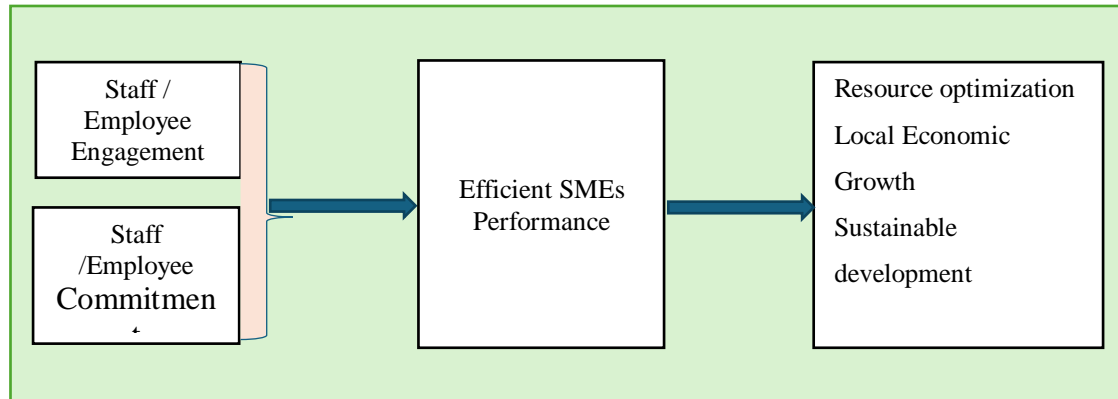 Staff /
Employee
Engagement
Staff
/Employee
Commitmen
t
Efficient SMEs
Performance
Resource optimization
Local Economic
Growth
Sustainable
development